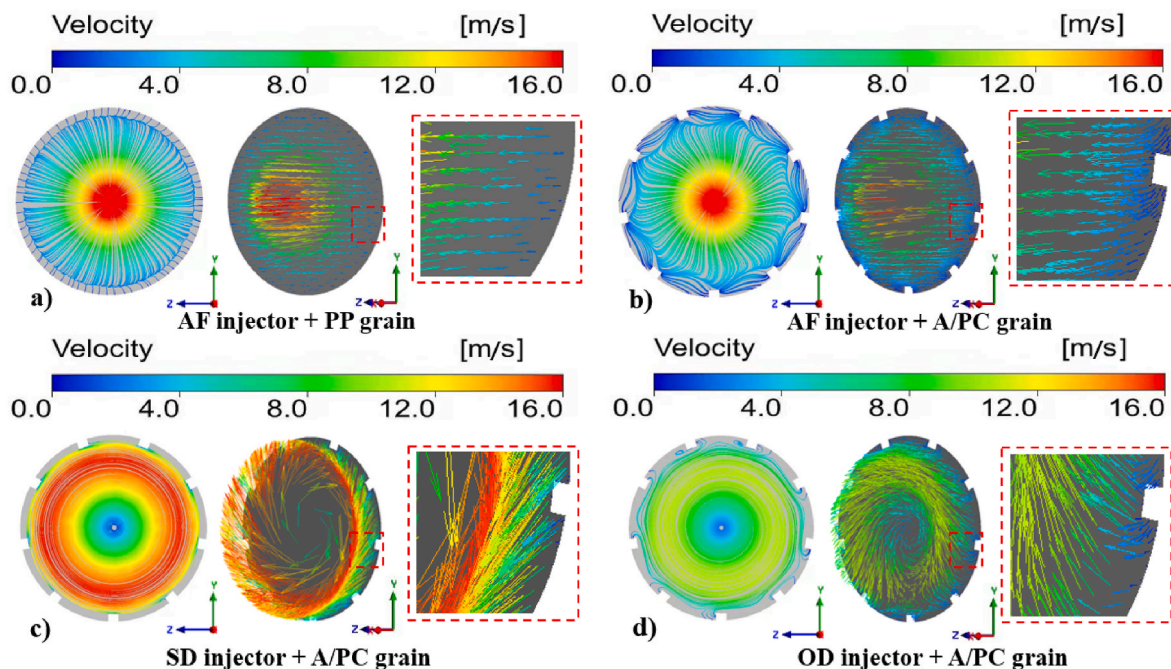 Velocity [m/s]
0.0 4.0 8.0 12.0 16.0
Y
Z
Y
Z
a)
AF injector + PP grain
Velocity [m/s]
0.0 4.0 8.0 12.0 16.0
Y
Z
Y
Z
b)
AF injector + A/PC grain
Velocity [m/s]
0.0 4.0 8.0 12.0 16.0
Y
Z
Y
Z
c)
SD injector + A/PC grain
Velocity [m/s]
0.0 4.0 8.0 12.0 16.0
Y
Z
Y
Z
d)
OD injector + A/PC grain